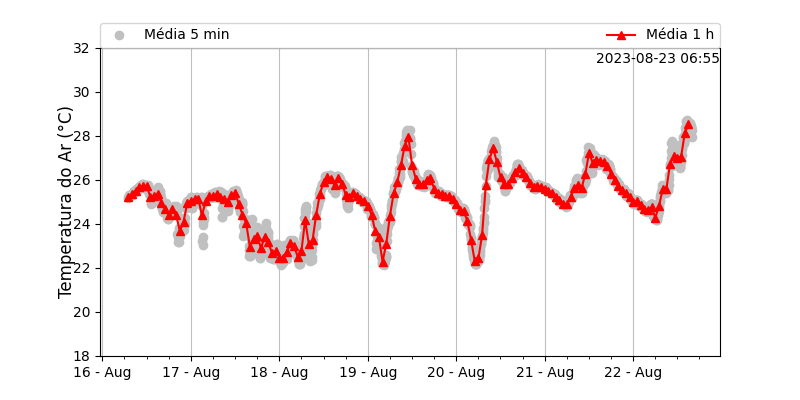 Média 5 min
Média 1 h
2023-08-23 06:55
Temperatura do Ar (°C)
32
30
28
26
24
22
20
18
16 - Aug
17 - Aug
18 - Aug
19 - Aug
20 - Aug
21 - Aug
22 - Aug